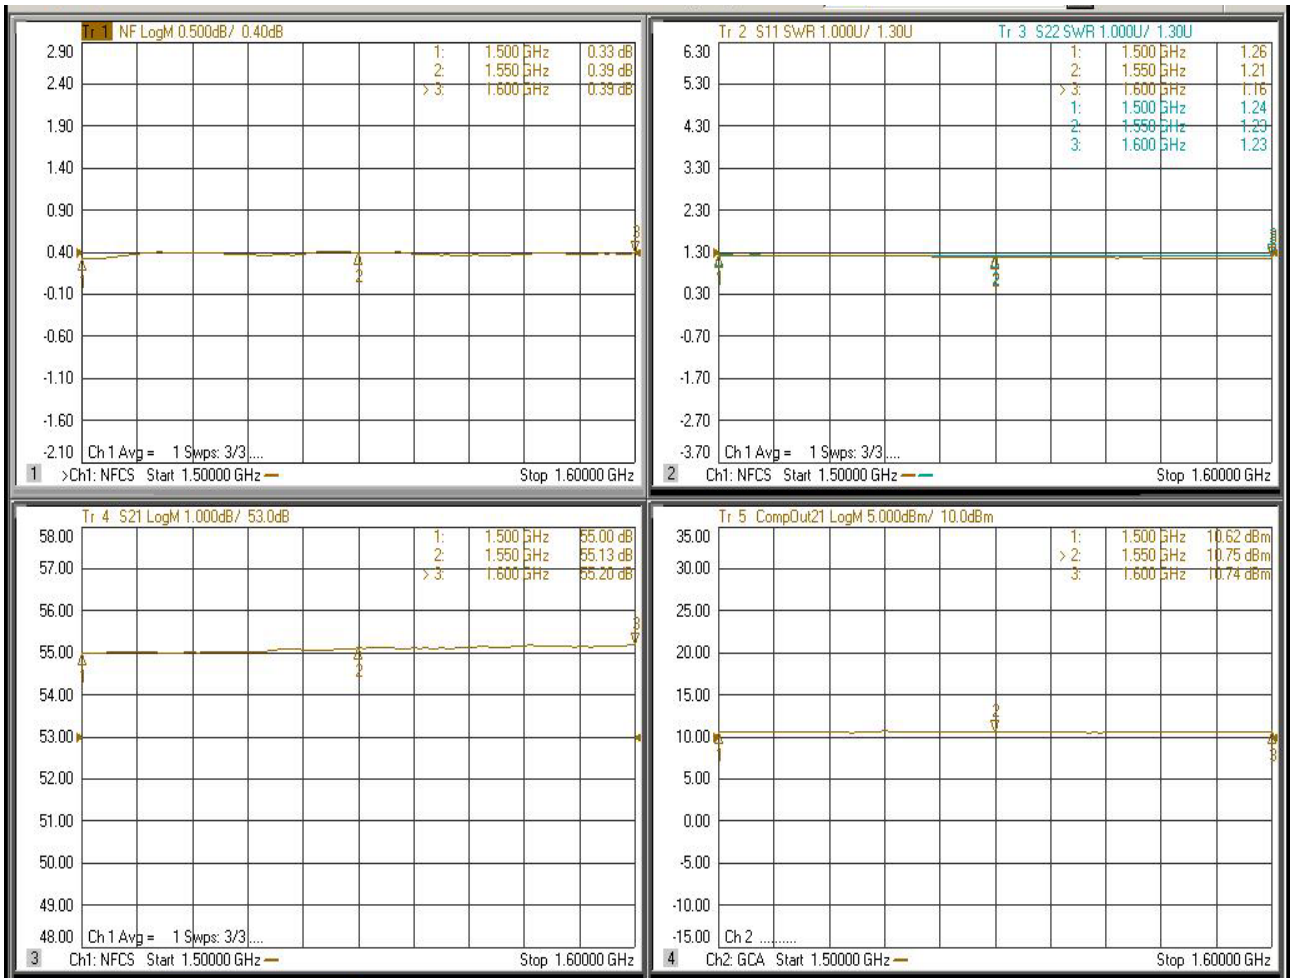 Tr 1 NF LogM 0.500dB/ 0.40dB
2.90
2.40
1.90
1.40
0.90
0.40
-0.10
-0.60
-1.10
-1.60
-2.10
1: 1.500 GHz 0.33 dB
2: 1.550 GHz 0.39 dB
> 3: 1.600 GHz 0.39 dB
3
1
2
Ch 1 Avg = 1 Swps: 3/3....
1 >Ch1: NFCS Start 1.50000 GHz Stop 1.60000 GHz
Tr 2 S11 SWR 1.000U/ 1.30U Tr 3 S22 SWR 1.000U/ 1.30U
6.30
5.30
4.30
3.30
2.30
1.30
0.30
-0.70
-1.70
-2.70
-3.70
1: 1.500 GHz 1.26
2: 1.550 GHz 1.21
> 3: 1.600 GHz 1.16
1: 1.500 GHz 1.24
2: 1.550 GHz 1.23
3: 1.600 GHz 1.23
1
2
Ch 1 Avg = 1 Swps: 3/3....
2 Ch1: NFCS Start 1.50000 GHz Stop 1.60000 GHz
Tr 4 S21 LogM 1.000dB/ 53.0dB
58.00
57.00
56.00
55.00
54.00
53.00
52.00
51.00
50.00
49.00
48.00
1: 1.500 GHz 55.00 dB
2: 1.550 GHz 55.13 dB
> 3: 1.600 GHz 55.20 dB
3
1
2
Ch 1 Avg = 1 Swps: 3/3....
3 Ch1: NFCS Start 1.50000 GHz Stop 1.60000 GHz
Tr 5 CompOut21 LogM 5.000dBm/ 10.0dBm
35.00
30.00
25.00
20.00
15.00
10.00
5.00
0.00
-5.00
-10.00
-15.00
1: 1.500 GHz 10.62 dBm
> 2: 1.550 GHz 10.75 dBm
3: 1.600 GHz 10.74 dBm
2
1
3
Ch 2 ..........
4 Ch2: GCA Start 1.50000 GHz Stop 1.60000 GHz